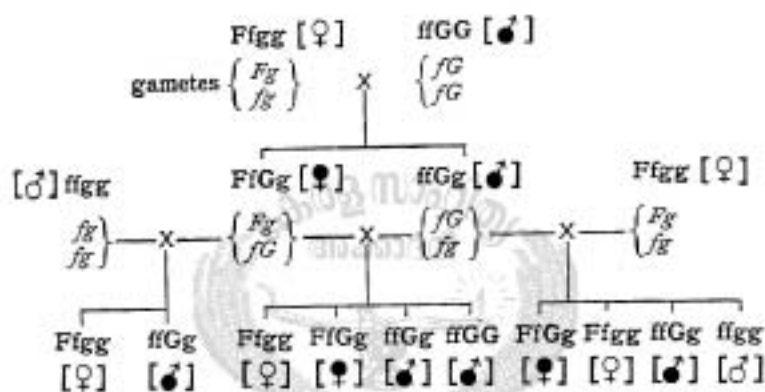 Ffgg [♀] ffGG [♂]
gametes { Fg fg } × { fG fG
[♂] ffgg FfGg [♀] ffGg [♂] Ffgg [♀]
fg fg } × { Fg fG } × { fG fg } × { Fg fg
Ffgg ffGg Ffgg FfGg ffGg ffGG FfGg Ffgg ffGg ffgg
[♀] [♂] [♀] [♀] [♂] [♂] [♀] [♀] [♂] [♂]